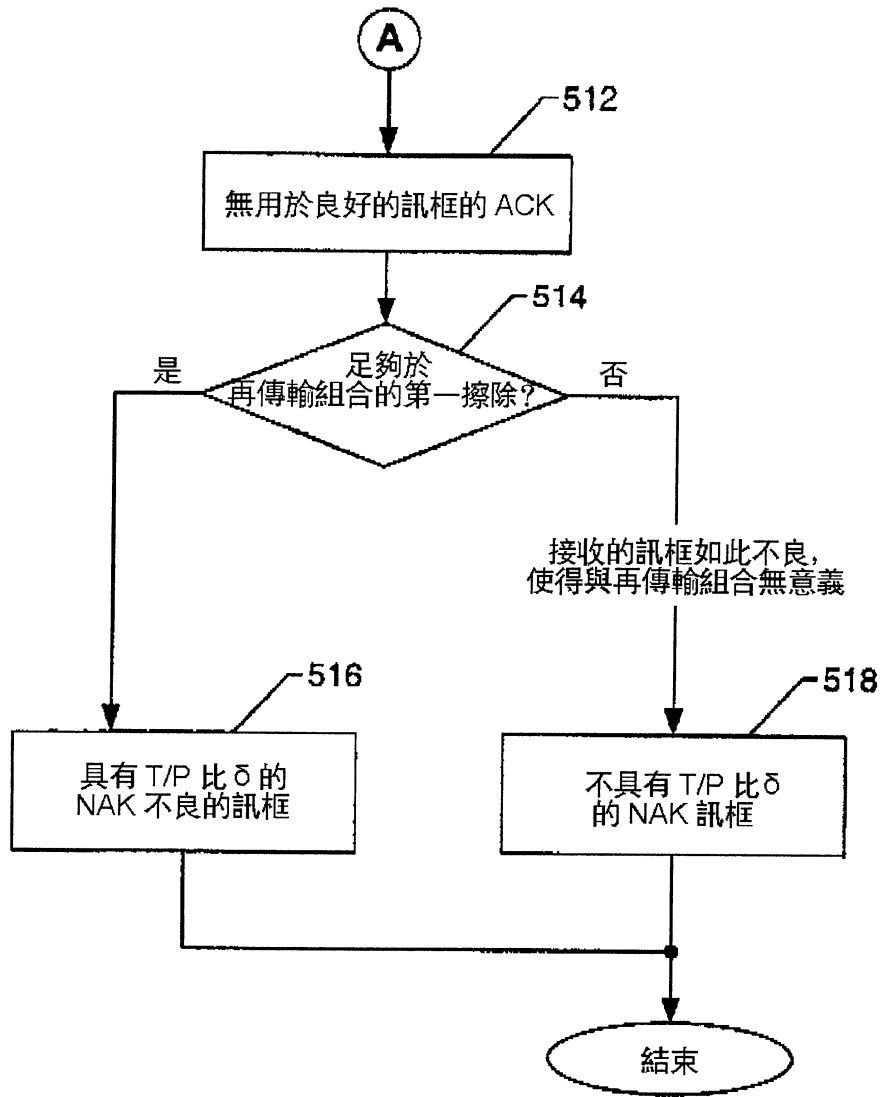 A
512
無用於良好的訊框的 ACK
514
足夠於
再傳輸組合的第一擦除?
是
否
接收的訊框如此不良,
使得與再傳輸組合無意義
516
518
具有 T/P 比 δ 的
NAK 不良的訊框
不具有 T/P 比 δ
的 NAK 訊框
結束